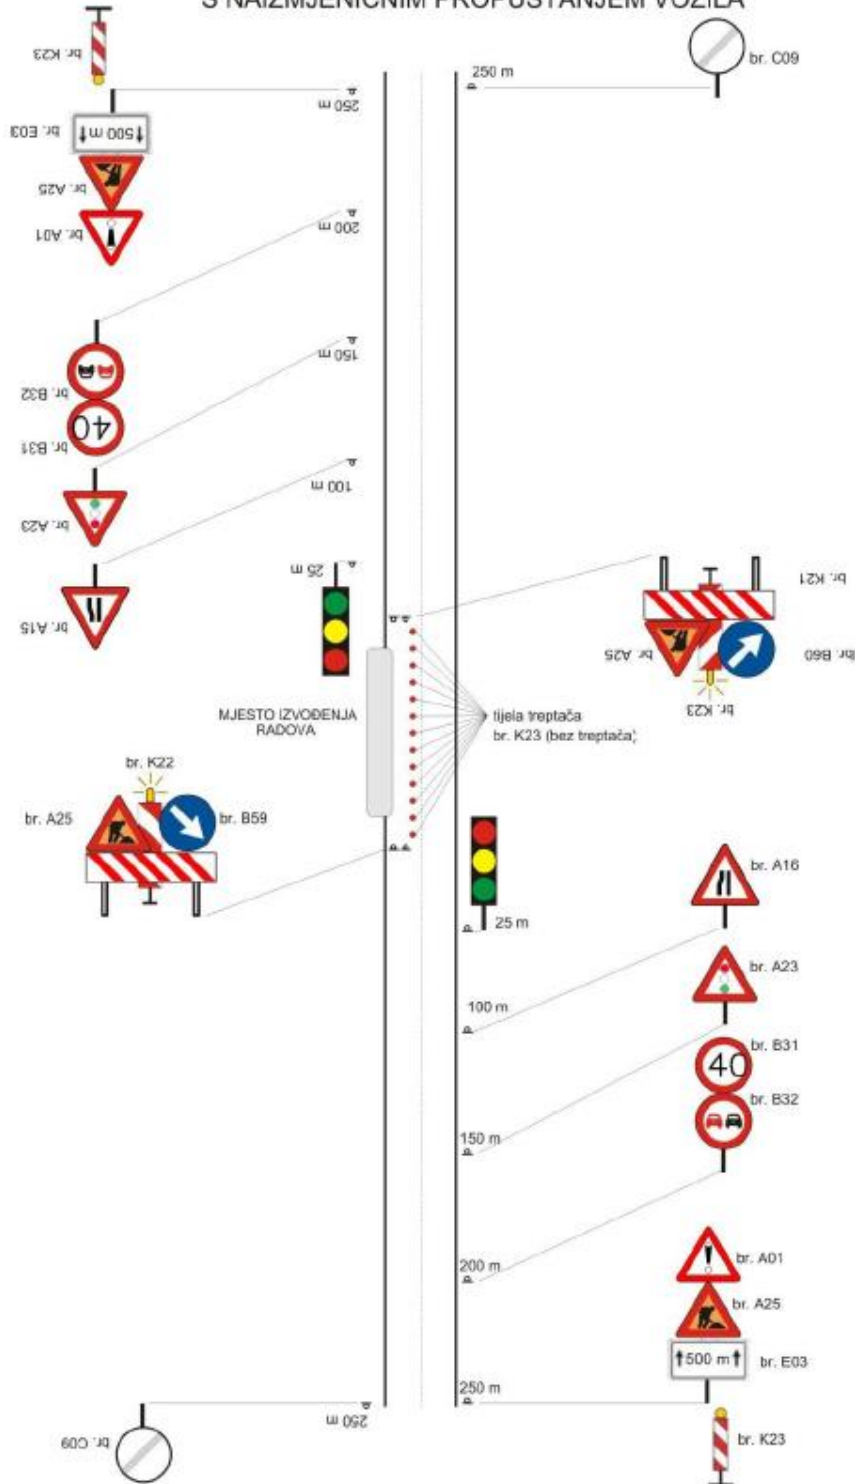 S NAIZMJENIČNIM PROPUŠTANJEM VOZILA
br. K23
250 m
br. C09
250 m
br. E03
500 m
br. A25
br. A01
200 m
150 m
br. B32
br. B31
40
100 m
br. A23
25 m
br. A15
br. K21
br. A25
br. B60
br. K23
MJESTO IZVOĐENJA
RADOVA
tijela treptača
br. K23 (bez treptača)
br. K22
br. A25
br. B59
br. A16
25 m
br. A23
100 m
br. B31
40
br. B32
150 m
br. A01
200 m
br. A25
500 m
br. E03
250 m
250 m
br. C09
br. K23